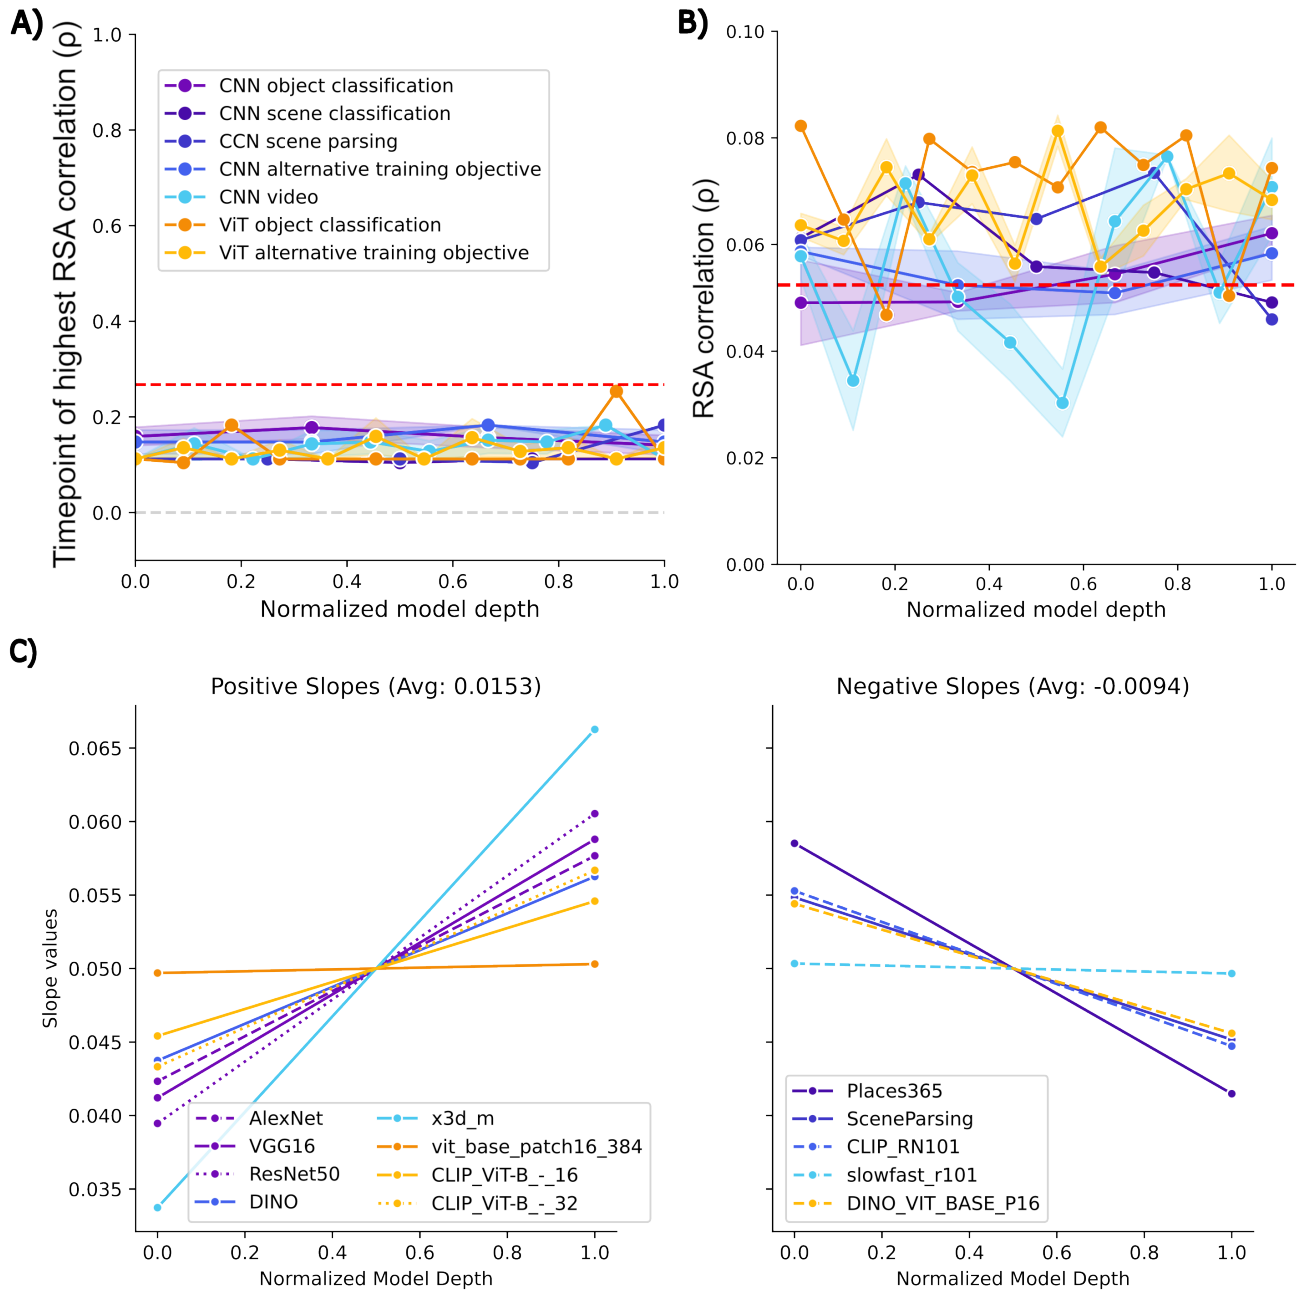 A)
Timepoint of highest RSA correlation (ρ)
1.0
0.8
0.6
0.4
0.2
0.0
CNN object classification
CNN scene classification
CCN scene parsing
CNN alternative training objective
CNN video
ViT object classification
ViT alternative training objective
0.0 0.2 0.4 0.6 0.8 1.0
Normalized model depth
B)
RSA correlation (ρ)
0.10
0.08
0.06
0.04
0.02
0.00
0.0 0.2 0.4 0.6 0.8 1.0
Normalized model depth
C)
Positive Slopes (Avg: 0.0153)
Slope values
0.065
0.060
0.055
0.050
0.045
0.040
0.035
AlexNet
VGG16
ResNet50
DINO
x3d_m
vit_base_patch16_384
CLIP_ViT-B_-_16
CLIP_ViT-B_-_32
0.0 0.2 0.4 0.6 0.8 1.0
Normalized Model Depth
Negative Slopes (Avg: -0.0094)
Places365
SceneParsing
CLIP_RN101
slowfast_r101
DINO_VIT_BASE_P16
0.0 0.2 0.4 0.6 0.8 1.0
Normalized Model Depth